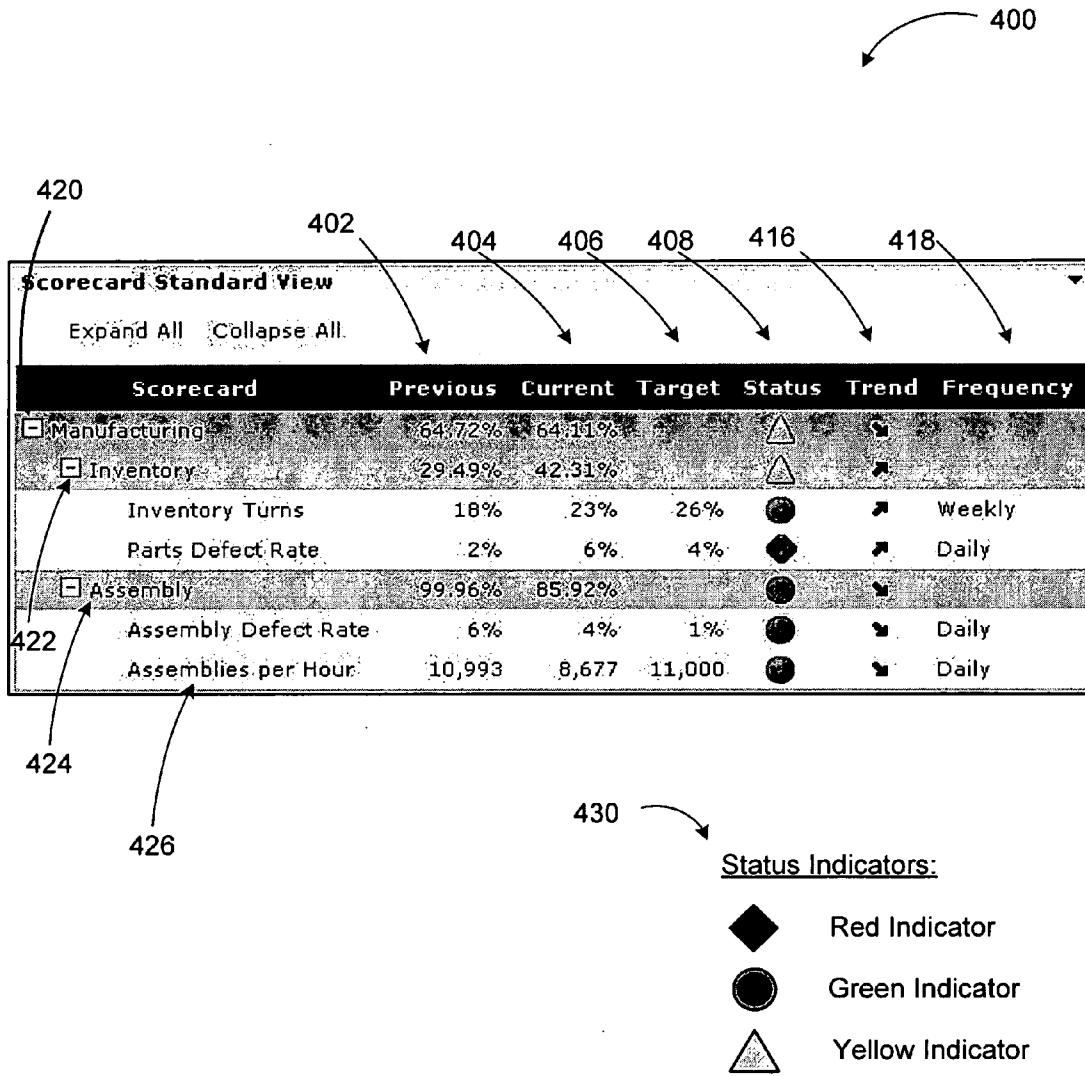 400
420
402
404
406
408
416
418
Scorecard Standard View
Expand All Collapse All
Scorecard Previous Current Target Status Trend Frequency
Manufacturing 64.72% 64.11%
Inventory 29.49% 42.31%
Inventory Turns 18% 23% 26% Weekly
Parts Defect Rate 2% 6% 4% Daily
Assembly 99.96% 85.92%
422
Assembly Defect Rate 6% 4% 1% Daily
Assemblies per Hour 10,993 8,677 11,000 Daily
424
426
430
Status Indicators:
Red Indicator
Green Indicator
Yellow Indicator